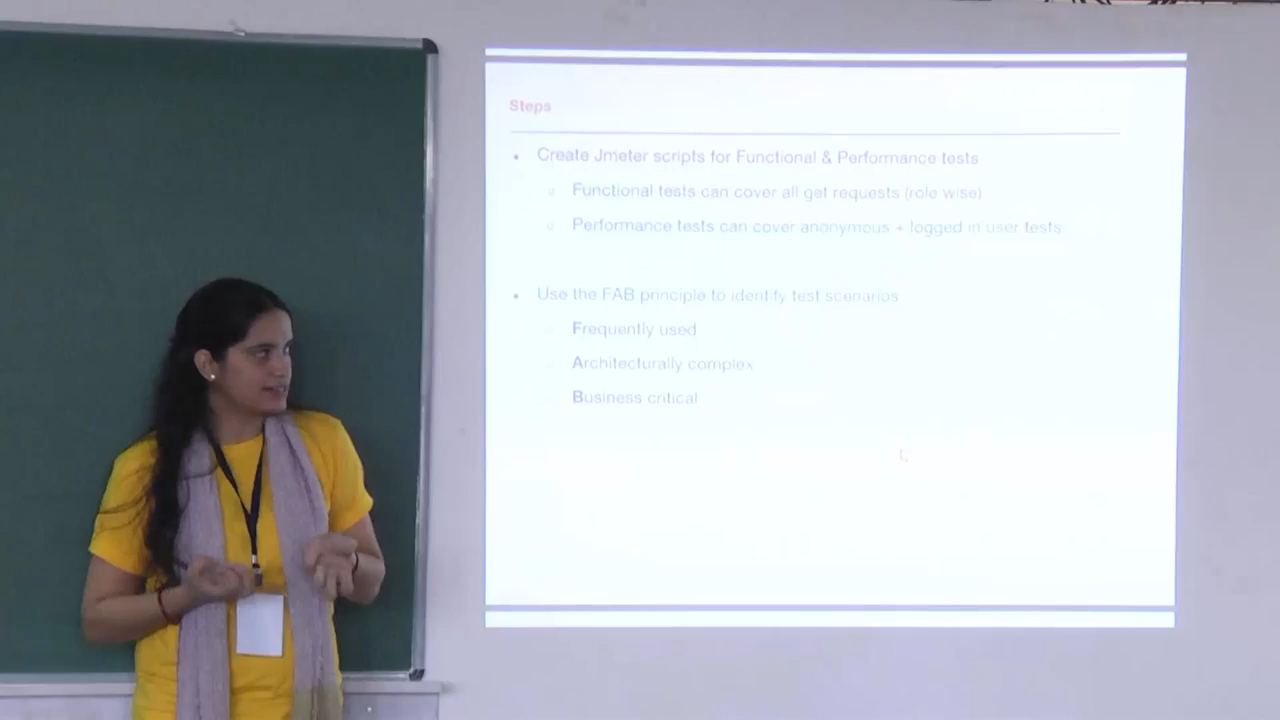 Steps
• Create Jmeter scripts for Functional & Performance tests
○ Functional tests can cover all get requests (role wise)
○ Performance tests can cover anonymous + logged in user tests
• Use the FAB principle to identify test scenarios
○ Frequently used
○ Architecturally complex
Business critical